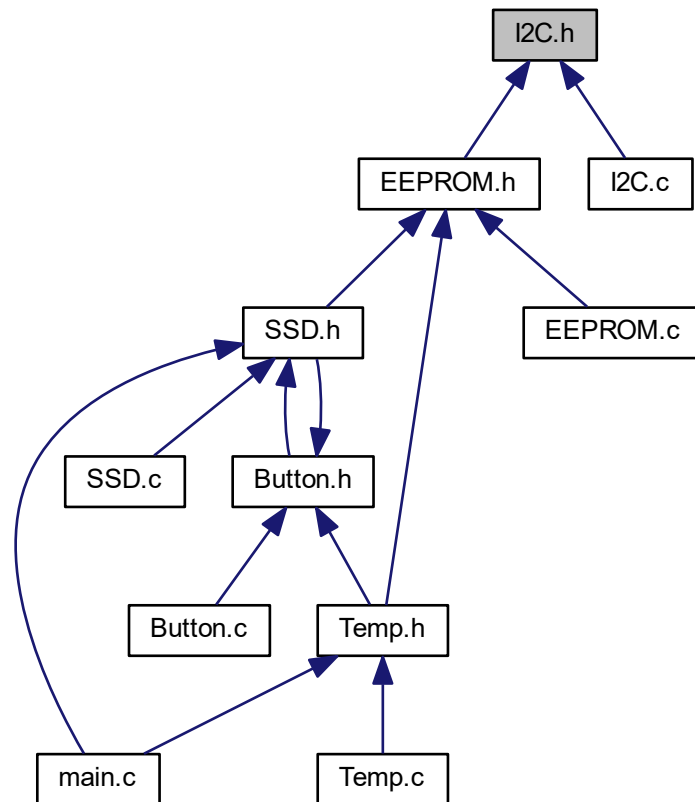 I2C.h
EEPROM.h
I2C.c
SSD.h
EEPROM.c
SSD.c
Button.h
Button.c
Temp.h
main.c
Temp.c